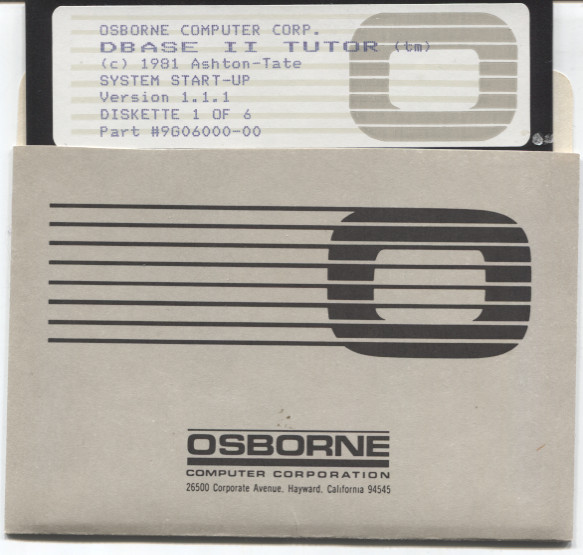 OSBORNE COMPUTER CORP.
DBASE II TUTOR (tm)
(c) 1981 Ashton-Tate
SYSTEM START-UP
Version 1.1.1
DISKETTE 1 OF 6
Part #9G06000-00
OSBORNE
COMPUTER CORPORATION
26500 Corporate Avenue, Hayward, California 94545